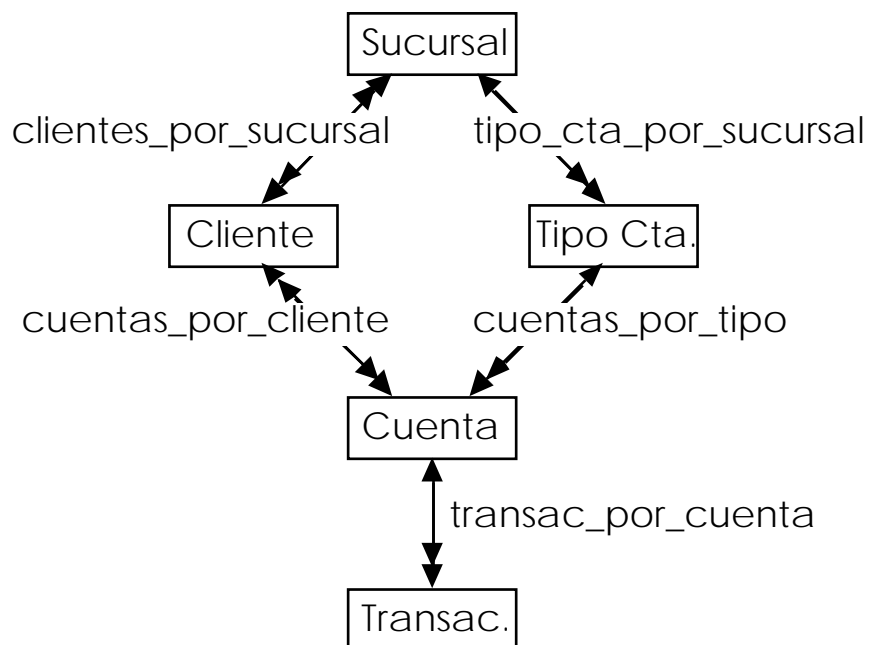 Sucursal
clientes_por_sucursal
tipo_cta_por_sucursal
Cliente
Tipo Cta.
cuentas_por_cliente
cuentas_por_tipo
Cuenta
transac_por_cuenta
Transac.